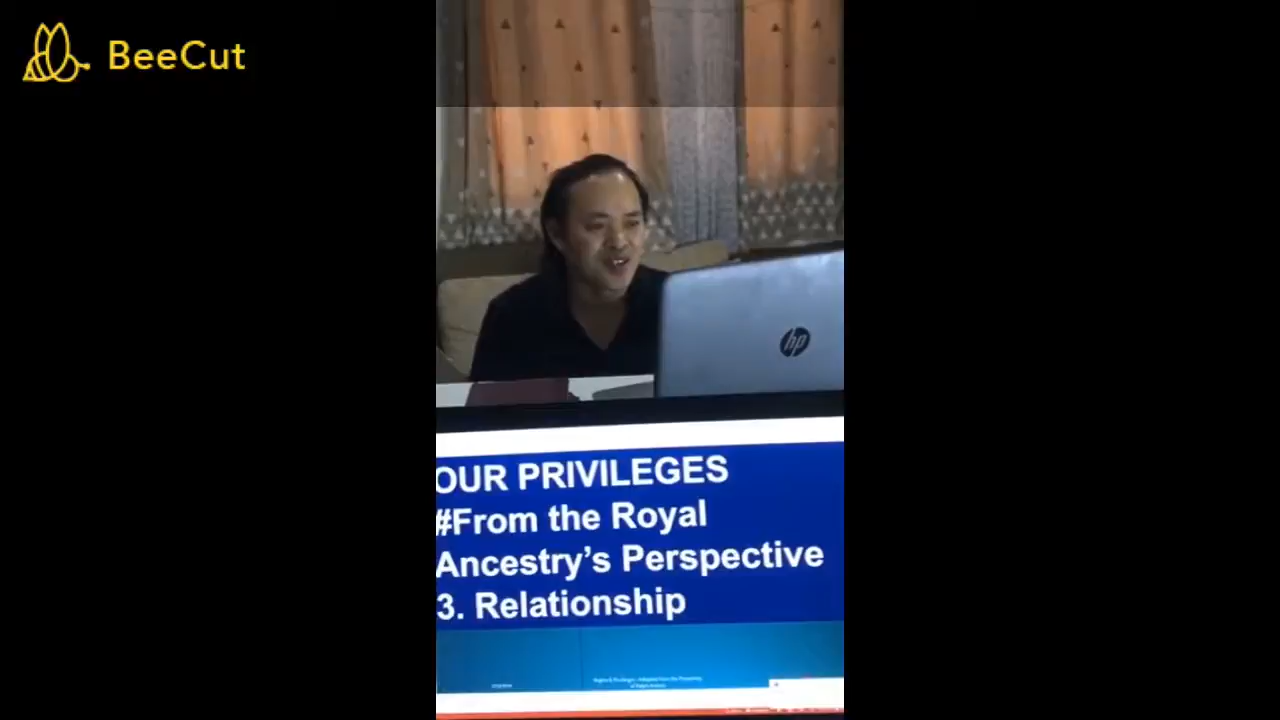 BeeCut
hp
OUR PRIVILEGES
#From the Royal
Ancestry's Perspective
3. Relationship